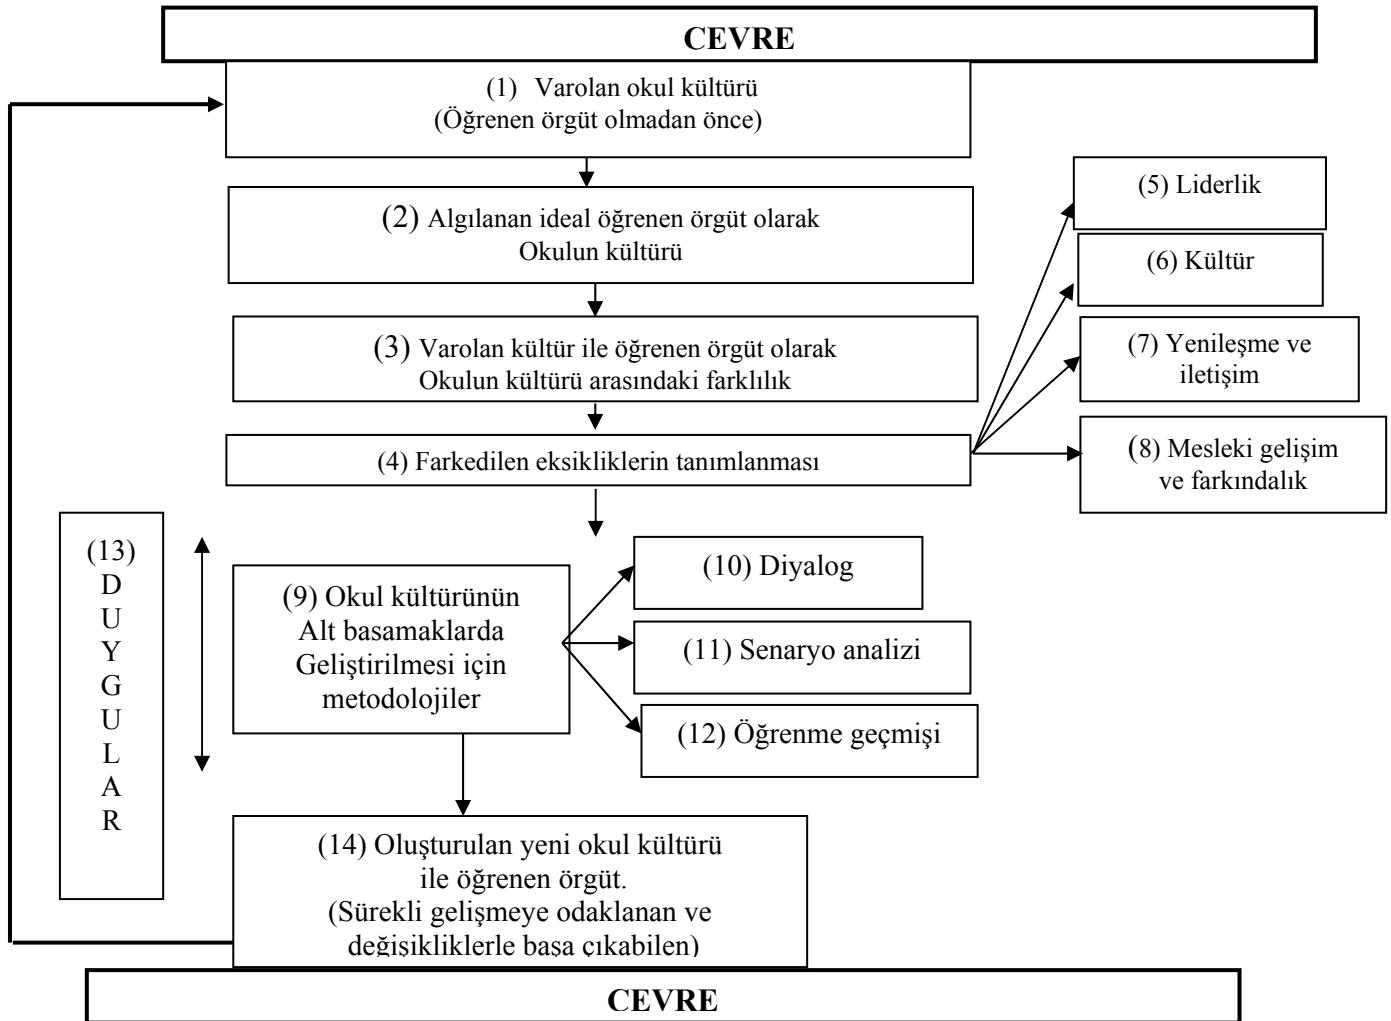 CEVRE
(1) Varolan okul kültürü
(Öğrenen örgüt olmadan önce)
(2) Algılanan ideal öğrenen örgüt olarak
Okulun kültürü
(3) Varolan kültür ile öğrenen örgüt olarak
Okulun kültürü arasındaki farklılık
(4) Farkedilen eksikliklerin tanımlanması
(5) Liderlik
(6) Kültür
(7) Yenileşme ve
iletişim
(8) Mesleki gelişim
ve farkındalık
(13)
D
U
Y
G
U
L
A
R
(9) Okul kültürünün
Alt basamaklarda
Geliştirilmesi için
metodolojiler
(10) Diyalog
(11) Senaryo analizi
(12) Öğrenme geçmişi
(14) Oluşturulan yeni okul kültürü
ile öğrenen örgüt.
(Sürekli gelişmeye odaklanan ve
değişikliklerle başa çıkabilen)
CEVRE